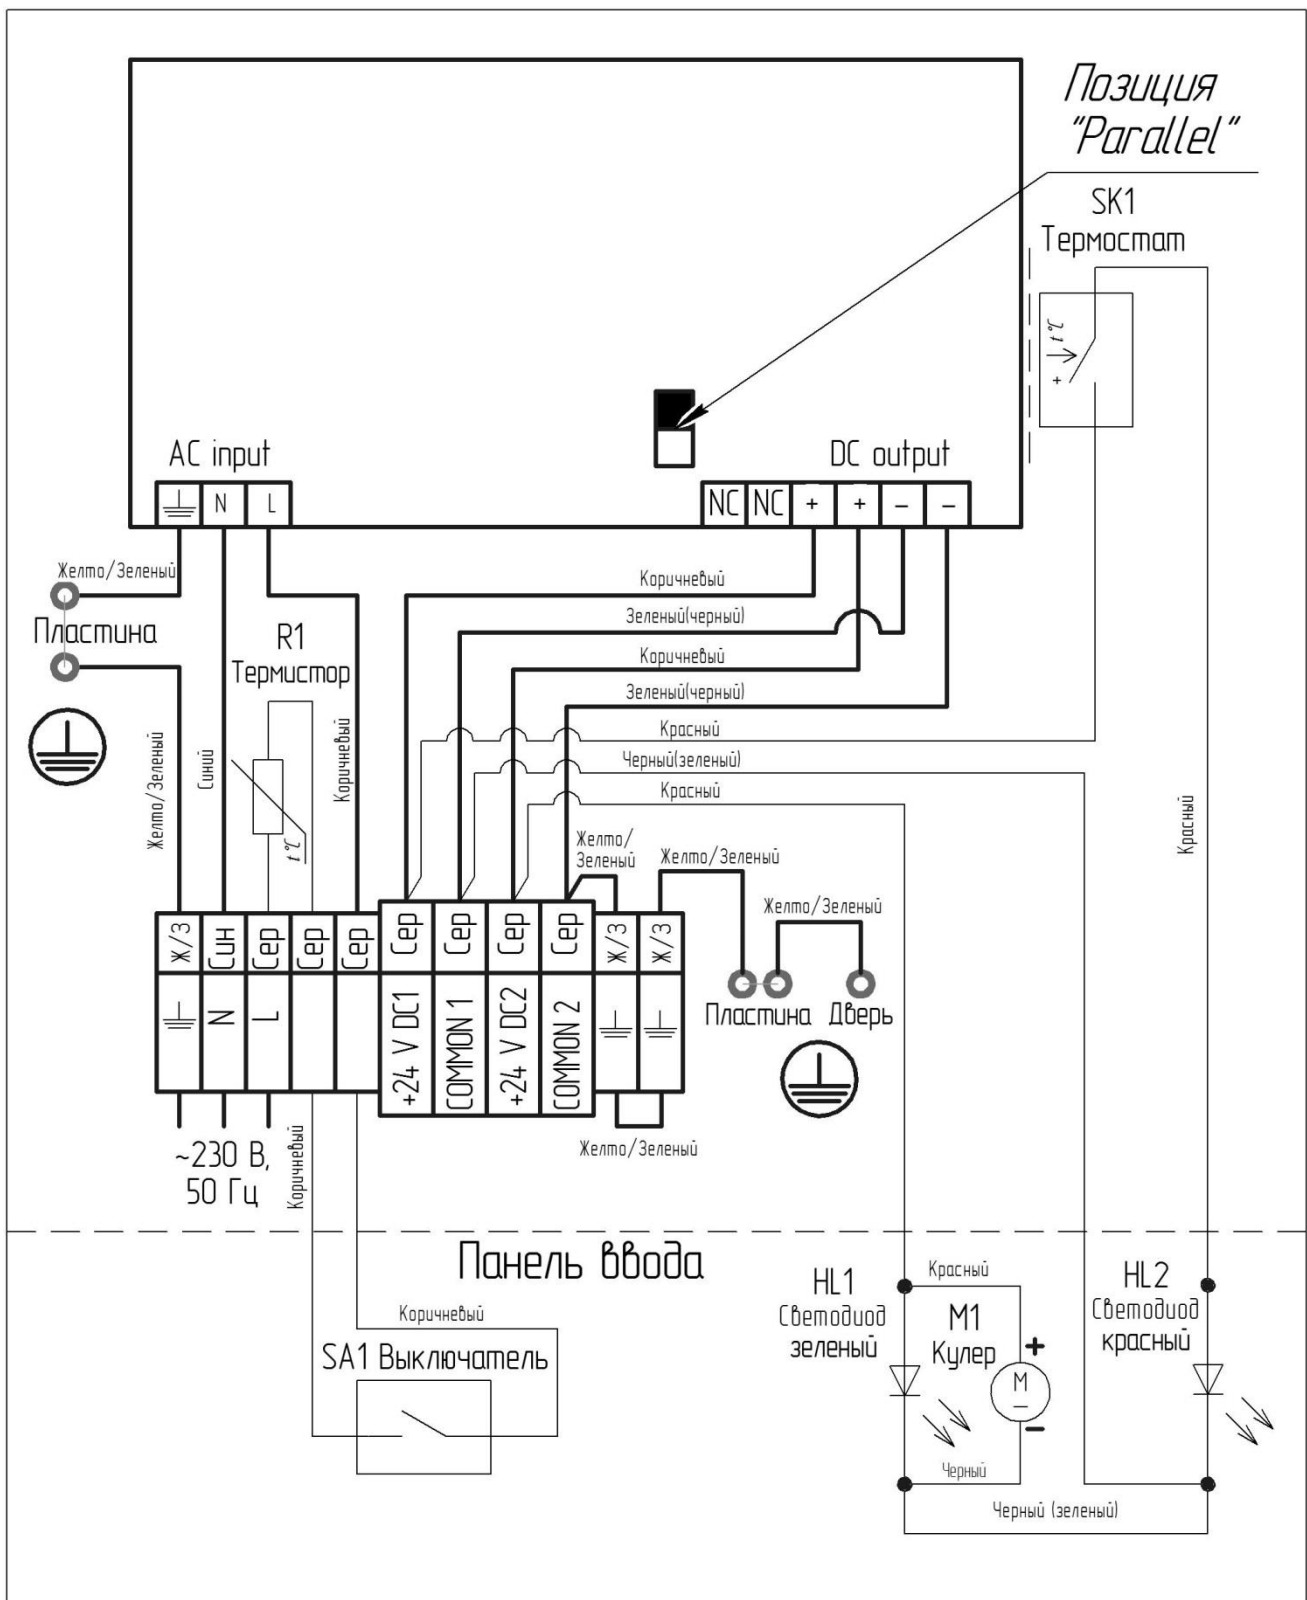 Позиция
"Parallel"
SK1
Термостат
t°C
+
AC input
DC output
N
L
NC
NC
+
+
–
–
Желто/Зеленый
Коричневый
Пластина
R1
Термистор
Зеленый(черный)
Коричневый
Зеленый(черный)
Красный
Черный(зеленый)
Красный
Желто/Зеленый
Синий
Коричневый
t°C
Красный
Желто/
Зеленый
Желто/Зеленый
Желто/Зеленый
Ж/З
Син
Сер
Сер
Сер
Сер
Сер
Сер
Сер
Ж/З
Ж/З
N
L
+24 V DC1
COMMON 1
+24 V DC2
COMMON 2
Пластина
Дверь
~230 В,
50 Гц
Коричневый
Желто/Зеленый
Панель ввода
Коричневый
SA1 Выключатель
HL1
Светодиод
зеленый
Красный
M1
Кулер
+
M
–
–
HL2
Светодиод
красный
Черный
Черный (зеленый)